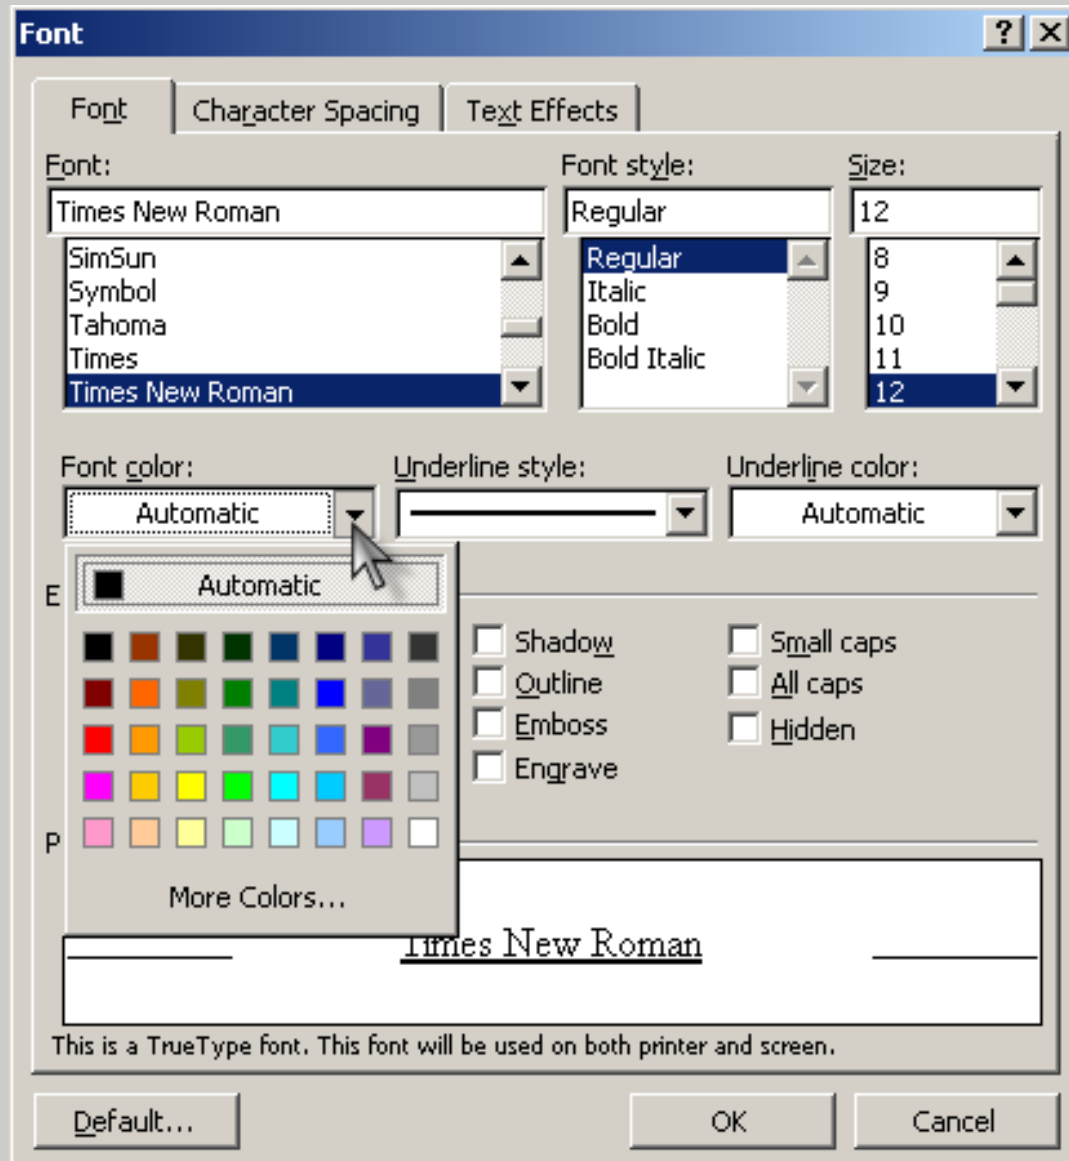 Font
Font Character Spacing Text Effects
Font: Font style: Size:
Times New Roman Regular 12
SimSun Regular 8
Symbol Italic 9
Tahoma Bold 10
Times Bold Italic 11
Times New Roman 12
Font color: Underline style: Underline color:
Automatic Automatic
Automatic
E
Shadow Small caps
Outline All caps
Emboss Hidden
Engrave
P
More Colors...
Times New Roman
This is a TrueType font. This font will be used on both printer and screen.
Default... OK Cancel